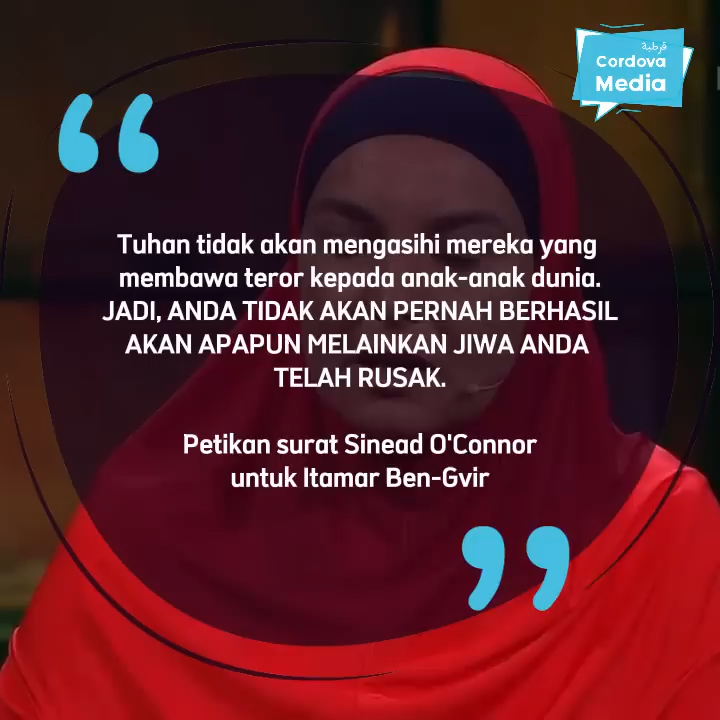 قرطبة
Cordova
Media
Tuhan tidak akan mengasihi mereka yang
membawa teror kepada anak-anak dunia.
JADI, ANDA TIDAK AKAN PERNAH BERHASIL
AKAN APAPUN MELAINKAN JIWA ANDA
TELAH RUSAK.
Petikan surat Sinead O'Connor
untuk Itamar Ben-Gvir